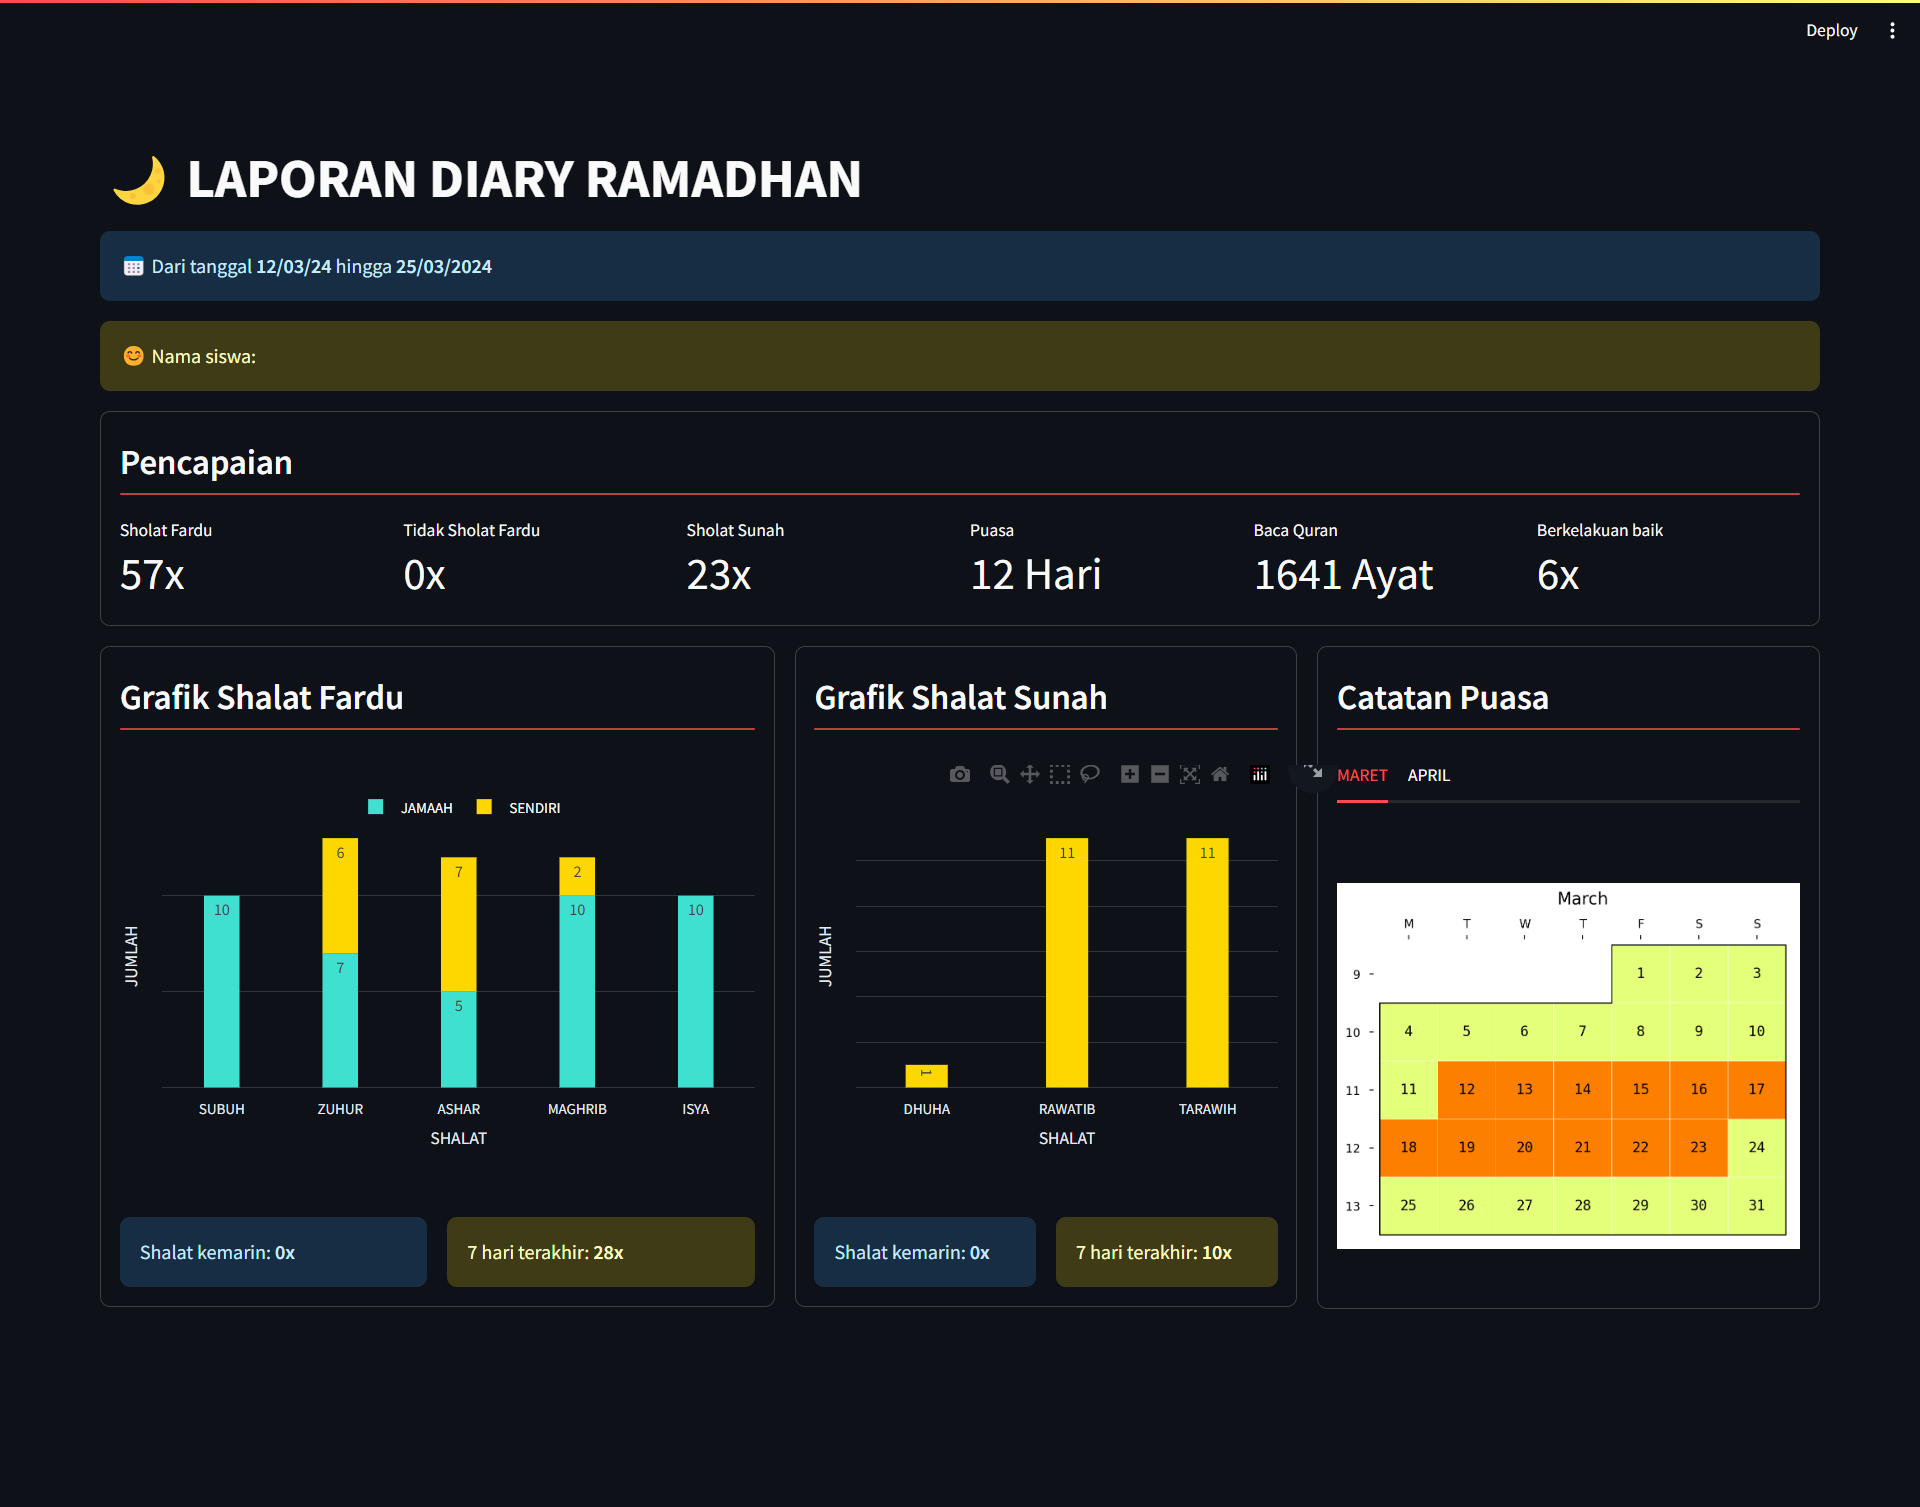 Deploy
🌙 LAPORAN DIARY RAMADHAN
📅 Dari tanggal 12/03/24 hingga 25/03/2024
😊 Nama siswa:
Pencapaian
Sholat Fardu
57x
Tidak Sholat Fardu
0x
Sholat Sunah
23x
Puasa
12 Hari
Baca Quran
1641 Ayat
Berkelakuan baik
6x
Grafik Shalat Fardu
JAMAAH SENDIRI
JUMLAH
10
6
7
7
5
2
10
10
SUBUH ZUHUR ASHAR MAGHRIB ISYA
SHALAT
Shalat kemarin: 0x
7 hari terakhir: 28x
Grafik Shalat Sunah
JUMLAH
1
11
11
DHUHA RAWATIB TARAWIH
SHALAT
Shalat kemarin: 0x
7 hari terakhir: 10x
Catatan Puasa
MARET APRIL
March
M T W T F S S
9 1 2 3
10 4 5 6 7 8 9 10
11 11 12 13 14 15 16 17
12 18 19 20 21 22 23 24
13 25 26 27 28 29 30 31